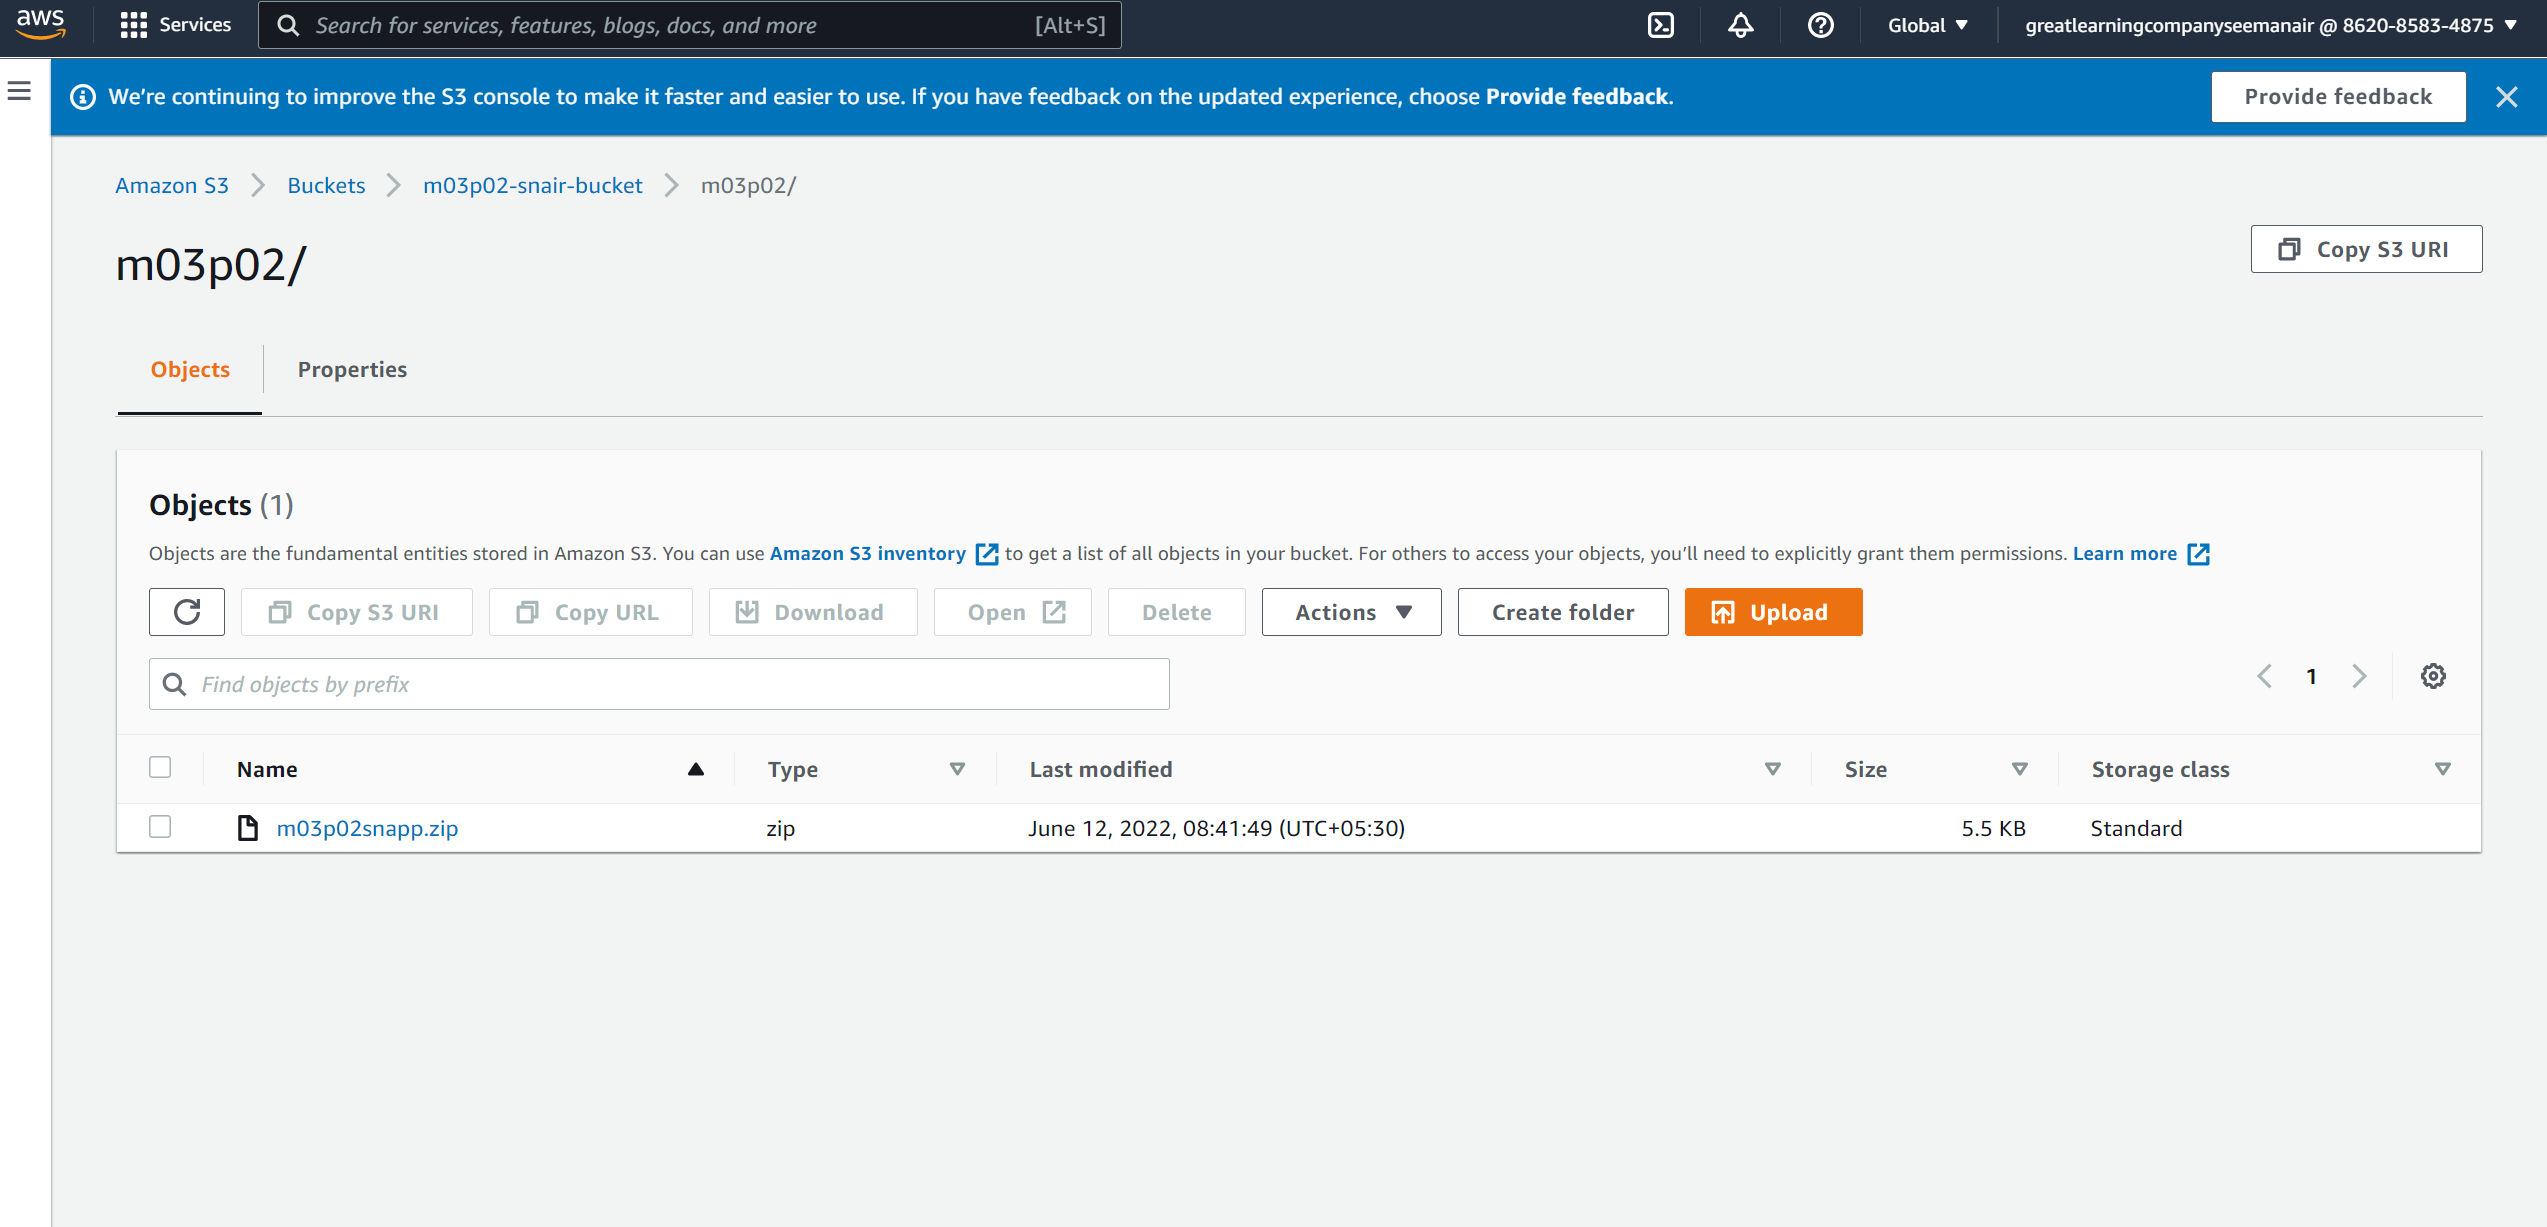 aws Services Search for services, features, blogs, docs, and more [Alt+S] Global greatlearningcompanyseemanair @ 8620-8583-4875
We're continuing to improve the S3 console to make it faster and easier to use. If you have feedback on the updated experience, choose Provide feedback. Provide feedback
Amazon S3 Buckets m03p02-snair-bucket m03p02/
m03p02/
Copy S3 URI
Objects Properties
Objects (1)
Objects are the fundamental entities stored in Amazon S3. You can use Amazon S3 inventory to get a list of all objects in your bucket. For others to access your objects, you'll need to explicitly grant them permissions. Learn more
Copy S3 URI Copy URL Download Open Delete Actions Create folder Upload
Find objects by prefix 1
Name Type Last modified Size Storage class
m03p02snapp.zip zip June 12, 2022, 08:41:49 (UTC+05:30) 5.5 KB Standard